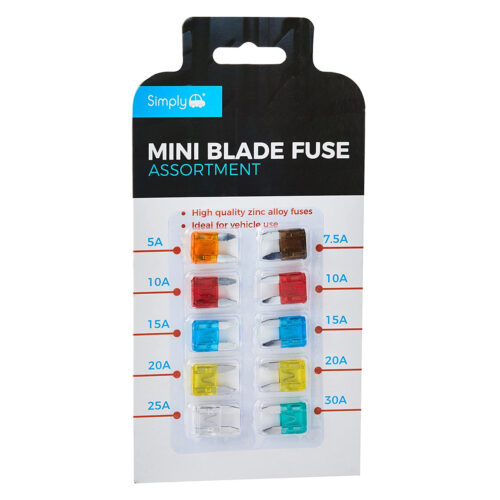 Simply
MINI BLADE FUSE
ASSORTMENT
• High quality zinc alloy fuses
• Ideal for vehicle use
5A 7.5A
10A 10A
15A 15A
20A 20A
25A 30A